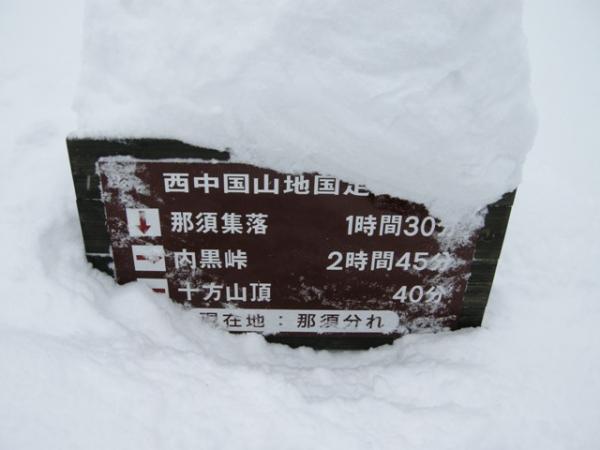 西中国山地国定
那須集落 1時間30分
内黒峠 2時間45分
十方山頂 40分
現在地：那須分れ